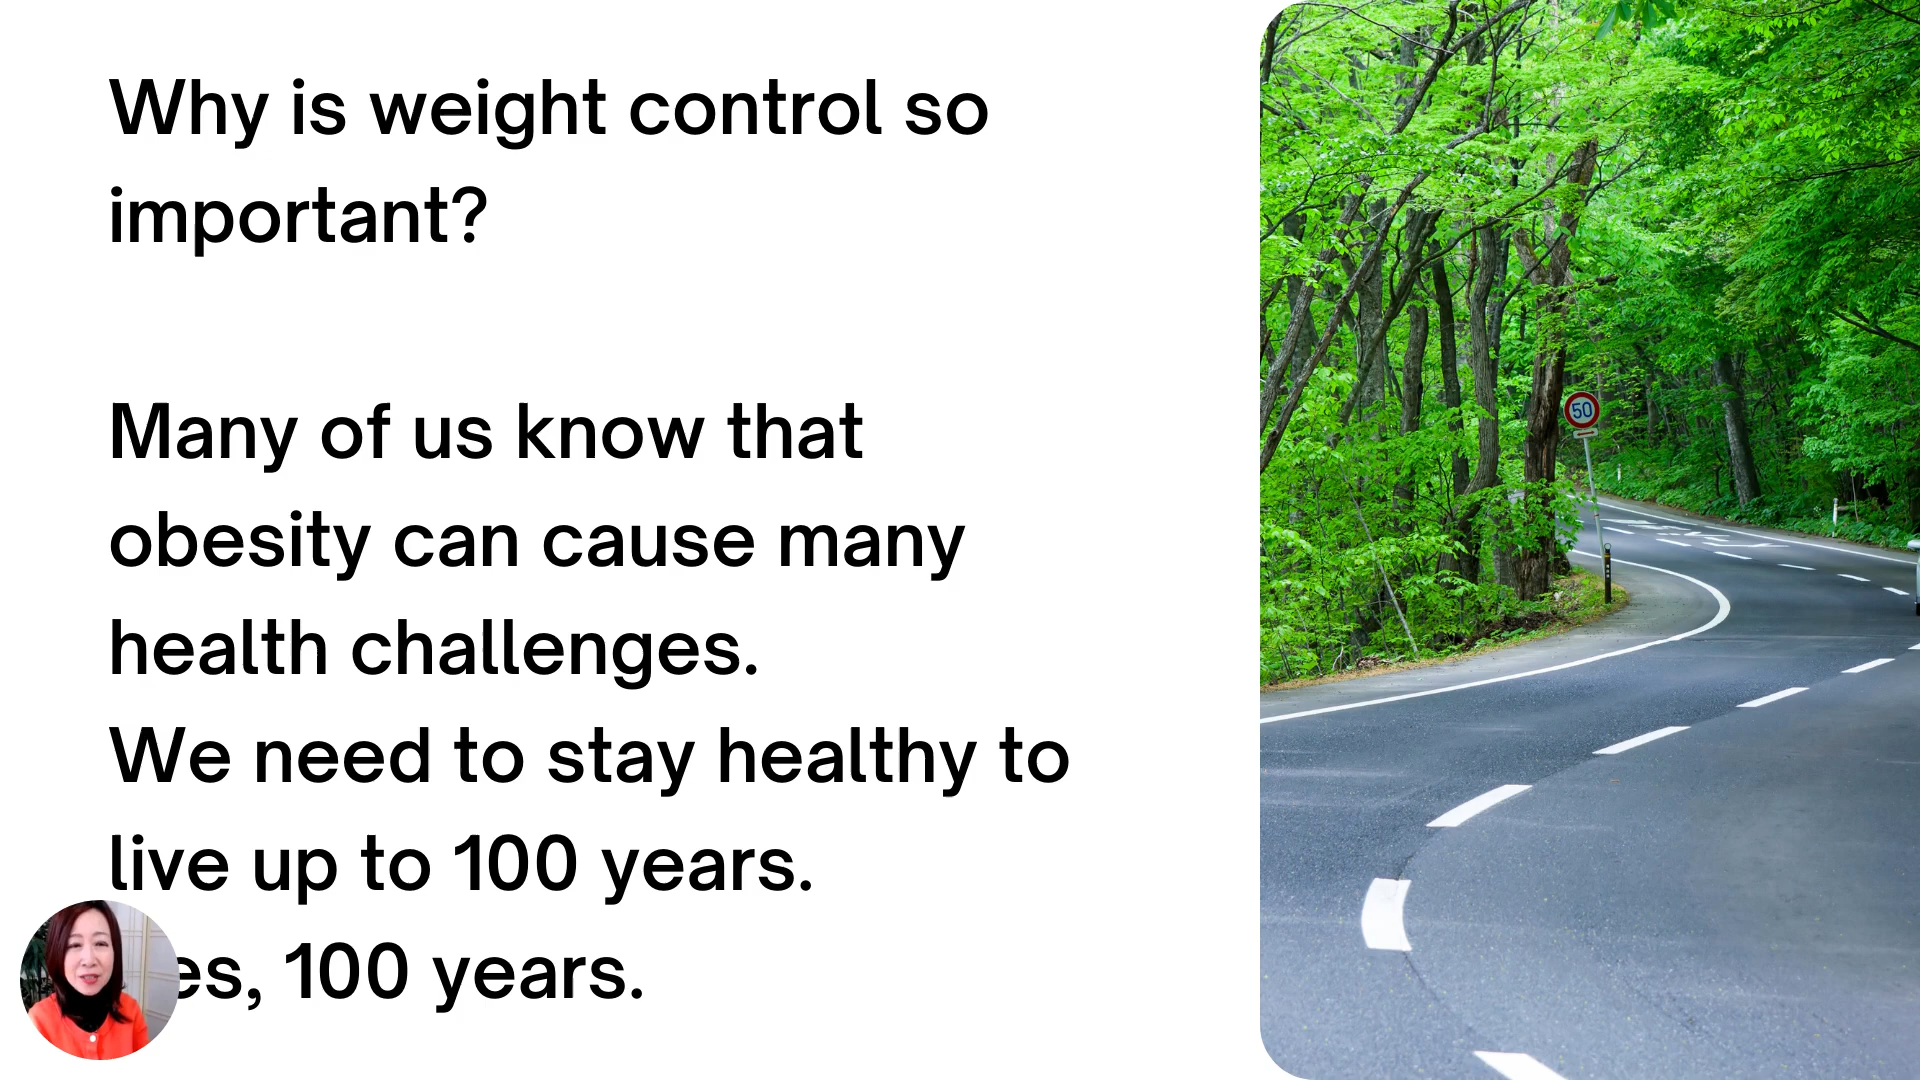 Why is weight control so
important?
Many of us know that
obesity can cause many
health challenges.
We need to stay healthy to
live up to 100 years.
es, 100 years.
50